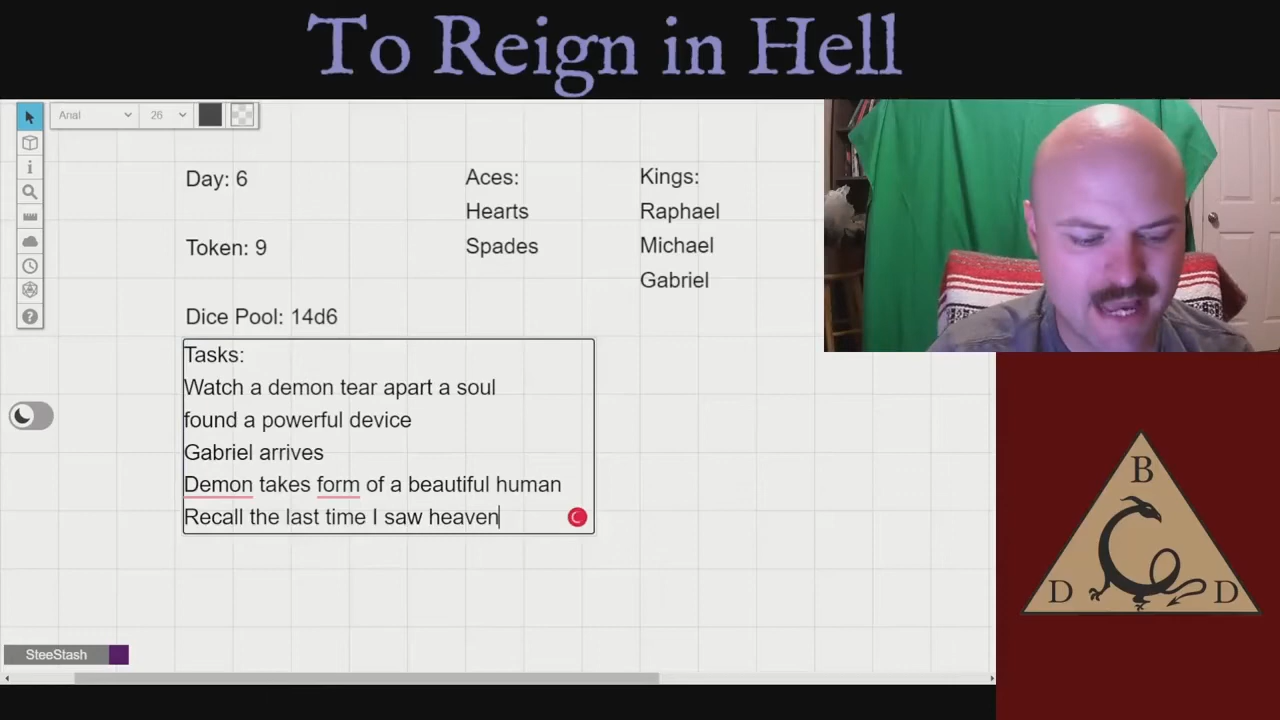 To Reign in Hell
Arial
26
Day: 6
Aces:
Kings:
Hearts
Raphael
Token: 9
Spades
Michael
Gabriel
Dice Pool: 14d6
Tasks:
Watch a demon tear apart a soul
found a powerful device
Gabriel arrives
Demon takes form of a beautiful human
Recall the last time I saw heaven
SteeStash
B
D
D